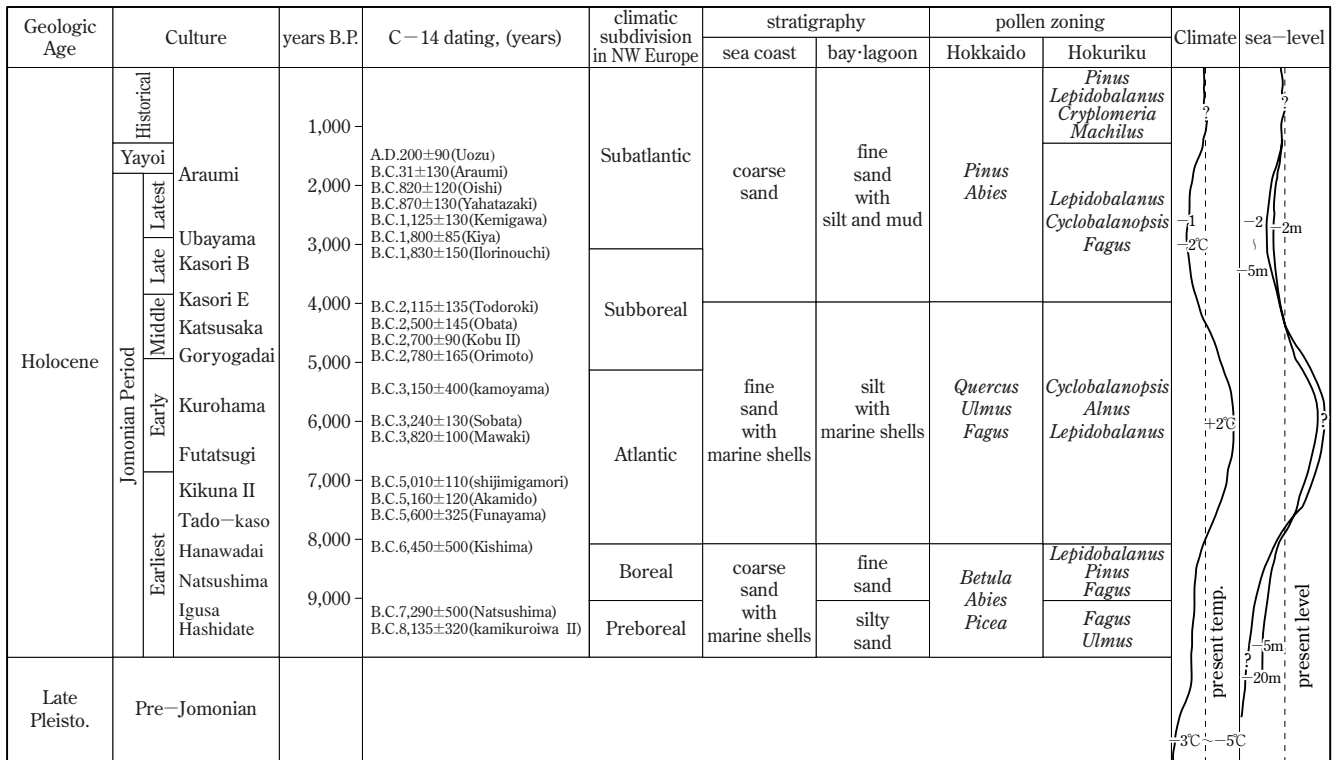 Geologic
Age
Culture
years B.P.
C−14 dating, (years)
climatic
subdivision
in NW Europe
stratigraphy
sea coast
bay·lagoon
pollen zoning
Hokkaido
Hokuriku
Climate
sea−level
Holocene
Historical
Yayoi
Jomonian Period
Latest
Late
Middle
Early
Earliest
Araumi
Ubayama
Kasori B
Kasori E
Katsusaka
Goryogadai
Kurohama
Futatsugi
Kikuna II
Tado−kaso
Hanawadai
Natsushima
Igusa
Hashidate
1,000
2,000
3,000
4,000
5,000
6,000
7,000
8,000
9,000
A.D.200±90(Uozu)
B.C.31±130(Araumi)
B.C.820±120(Oishi)
B.C.870±130(Yahatazaki)
B.C.1,125±130(Kemigawa)
B.C.1,800±85(Kiya)
B.C.1,830±150(Ilorinouchi)
B.C.2,115±135(Todoroki)
B.C.2,500±145(Obata)
B.C.2,700±90(Kobu II)
B.C.2,780±165(Orimoto)
B.C.3,150±400(kamoyama)
B.C.3,240±130(Sobata)
B.C.3,820±100(Mawaki)
B.C.5,010±110(shijimigamori)
B.C.5,160±120(Akamido)
B.C.5,600±325(Funayama)
B.C.6,450±500(Kishima)
B.C.7,290±500(Natsushima)
B.C.8,135±320(kamikuroiwa II)
Subatlantic
Subboreal
Atlantic
Boreal
Preboreal
coarse
sand
fine
sand
with
marine shells
coarse
sand
with
marine shells
fine
sand
with
silt and mud
silt
with
marine shells
fine
sand
silty
sand
Pinus
Abies
Quercus
Ulmus
Fagus
Betula
Abies
Picea
Pinus
Lepidobalanus
Cryplomeria
Machilus
Lepidobalanus
Cyclobalanopsis
Fagus
Cyclobalanopsis
Alnus
Lepidobalanus
Lepidobalanus
Pinus
Fagus
Fagus
Ulmus
?
−1
−2℃
+2℃
present temp.
−3℃~−5℃
?
−2
~
−5m
−2m
?
−5m
?
−20m
present level
Late
Pleisto.
Pre−Jomonian